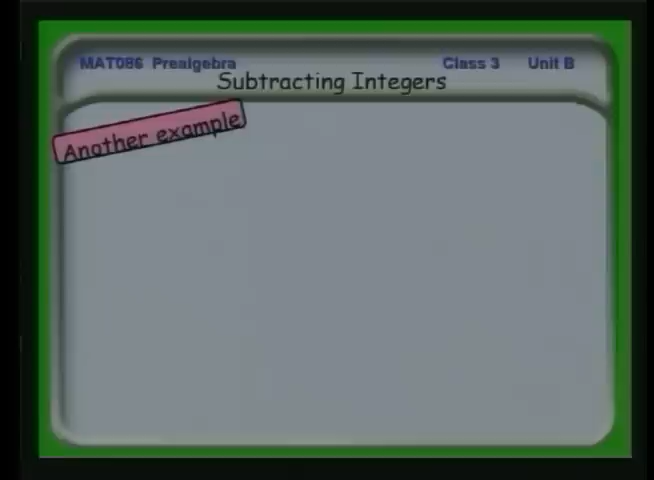 MAT086 Prealgebra Class 3 Unit B
Subtracting Integers
Another example